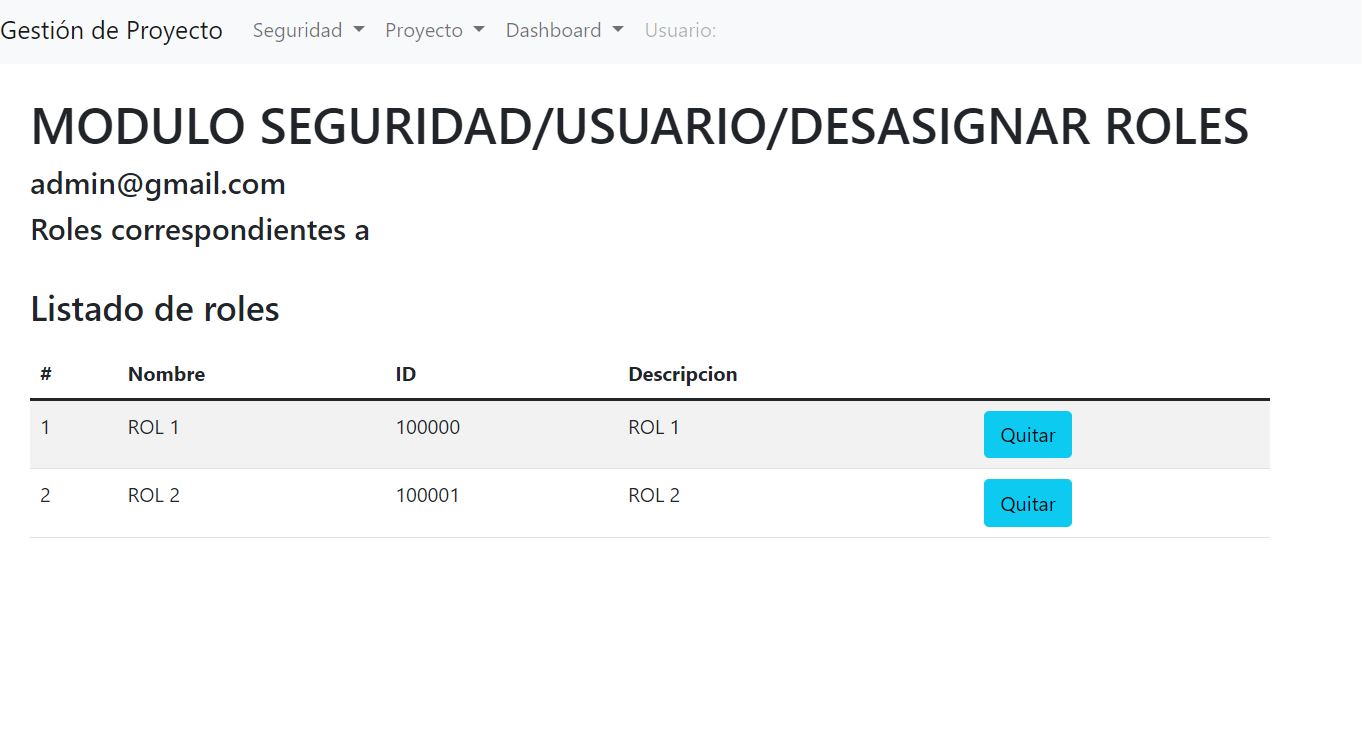 Gestión de Proyecto Seguridad Proyecto Dashboard Usuario:
MODULO SEGURIDAD/USUARIO/DESASIGNAR ROLES
admin@gmail.com
Roles correspondientes a
Listado de roles
# Nombre ID Descripcion
1 ROL 1 100000 ROL 1 Quitar
2 ROL 2 100001 ROL 2 Quitar